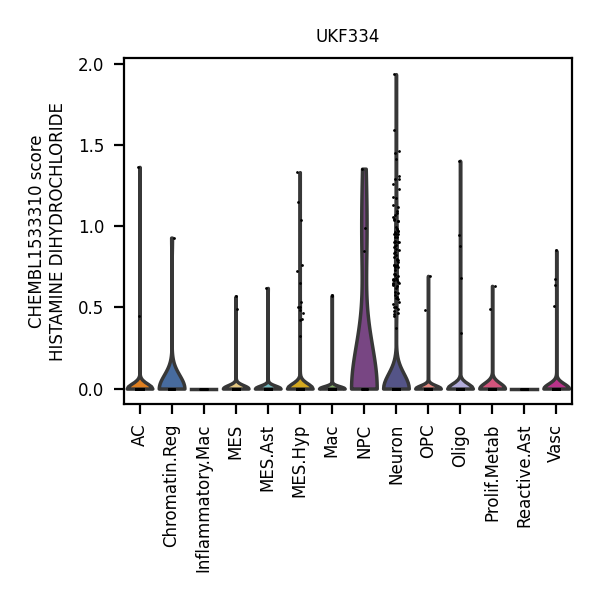 UKF334
CHEMBL1533310 score
HISTAMINE DIHYDROCHLORIDE
2.0
1.5
1.0
0.5
0.0
AC
Chromatin.Reg
Inflammatory.Mac
MES
MES.Ast
MES.Hyp
Mac
NPC
Neuron
OPC
Oligo
Prolif.Metab
Reactive.Ast
Vasc